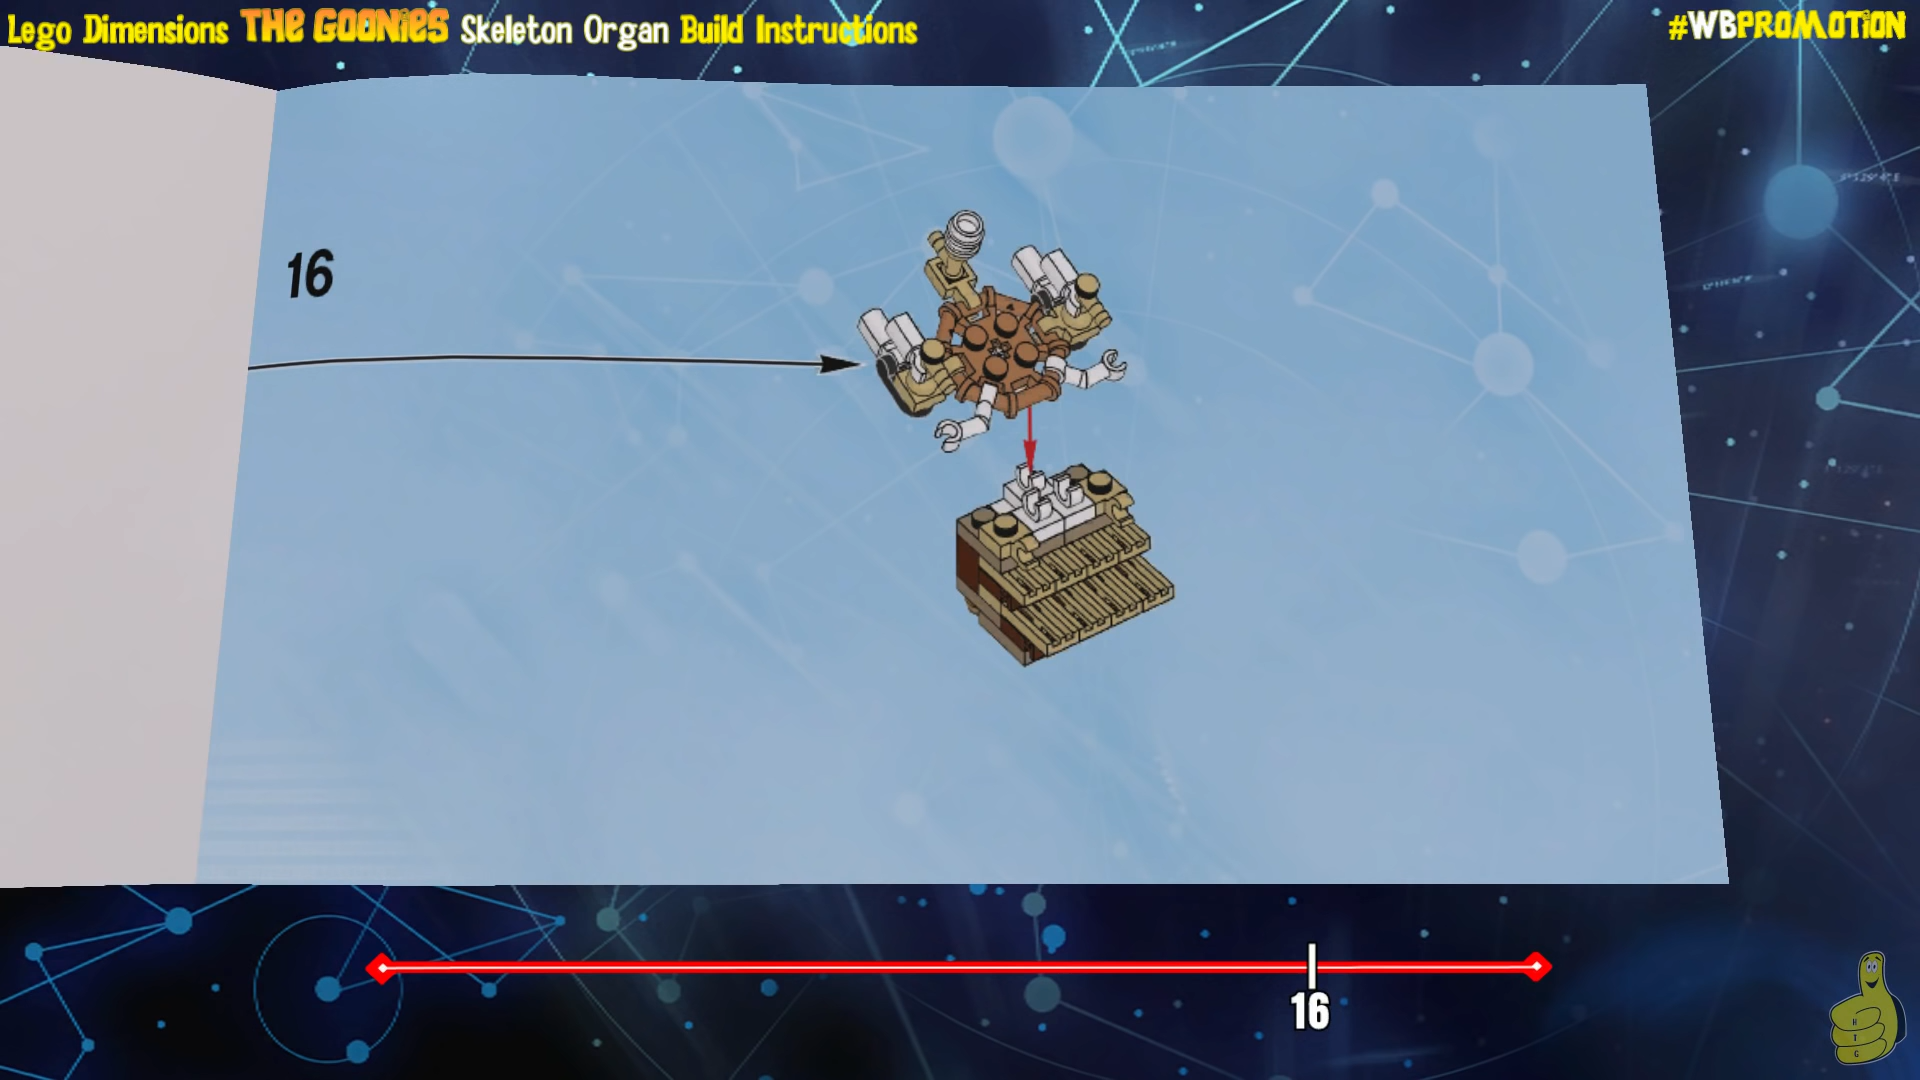 Lego Dimensions THE GOONiES Skeleton Organ Build Instructions
#WBPROMOTION
16
16
H
T
G